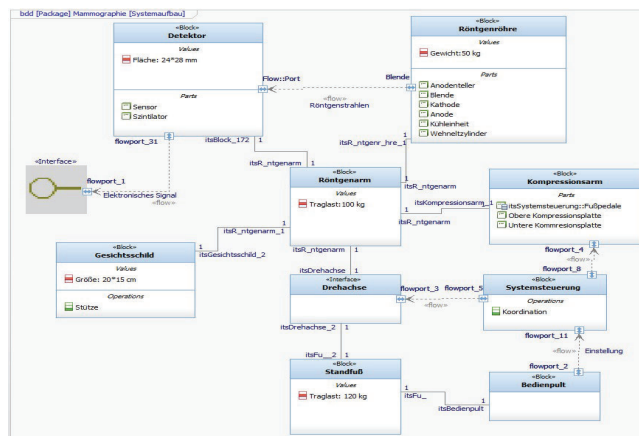 bdd [Package] Mammographie [Systemaufbau]
«Block»
Detektor
Values
Fläche: 24*28 mm
Parts
Sensor
Szintilator
«Block»
Röntgenröhre
Values
Gewicht:50 kg
Parts
Anodenteller
Blende
Kathode
Anode
Kühleinheit
Wehneltzylinder
Flow::Port
Blende
«flow»
Röntgenstrahlen
flowport_31
itsBlock_172
1
itsR_ntgenr_hre_1
1
«Interface»
flowport_1
Elektronisches Signal
«flow»
itsR_ntgenarm
1
1
itsR_ntgenarm
«Block»
Röntgenarm
Values
Traglast:100 kg
«Block»
Kompressionsarm
Parts
itsSystemsteuerung::Fußpedale
Obere Kompressionsplatte
Untere Kommresionsplatte
itsKompressionsarm_1
1
1
itsR_ntgenarm
1
itsR_ntgenarm_1
1
itsGesichtsschild_2
«Block»
Gesichtsschild
Values
Größe: 20*15 cm
Operations
Stütze
itsR_ntgenarm
1
itsDrehachse
1
flowport_4
«flow»
flowport_8
«Interface»
Drehachse
flowport_3
flowport_5
«flow»
«Block»
Systemsteuerung
Operations
Koordination
flowport_11
«flow»
Einstellung
flowport_2
itsDrehachse_2
1
itsFu__2
1
«Block»
Standfuß
Values
Traglast: 120 kg
1
itsFu_
1
itsBedienpult
«Block»
Bedienpult